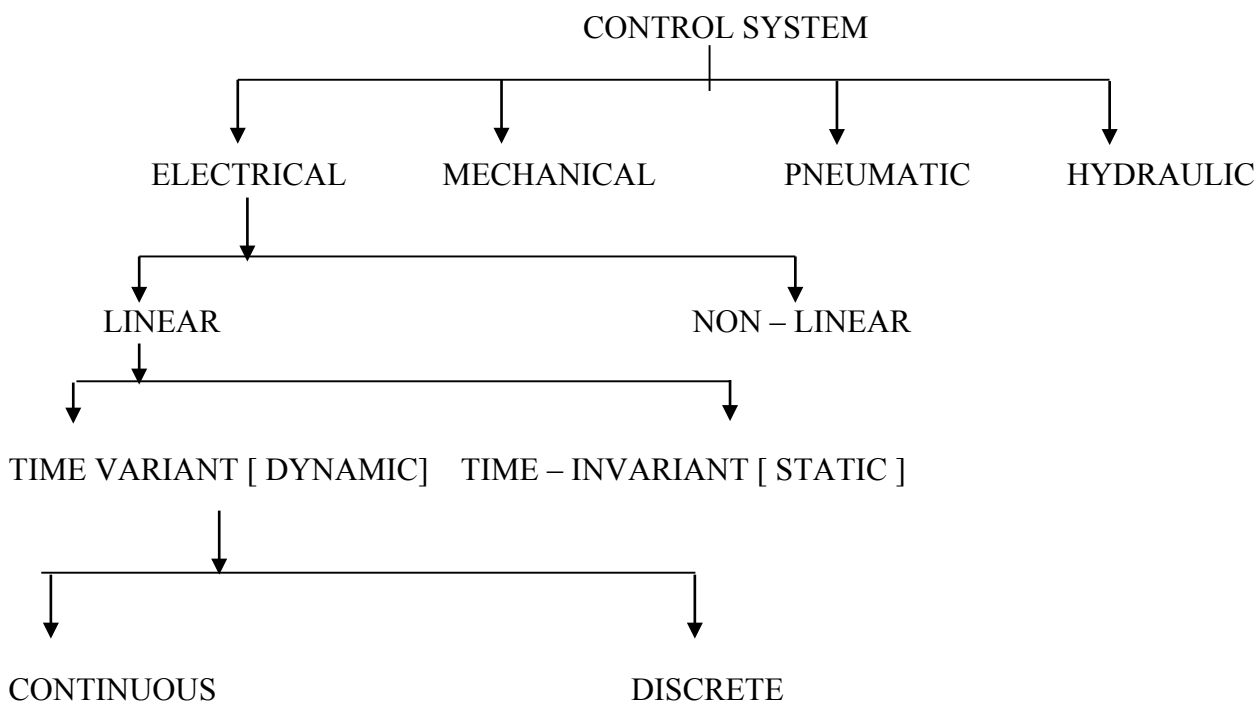 CONTROL SYSTEM
ELECTRICAL MECHANICAL PNEUMATIC HYDRAULIC
LINEAR NON – LINEAR
TIME VARIANT [ DYNAMIC] TIME – INVARIANT [ STATIC ]
CONTINUOUS DISCRETE